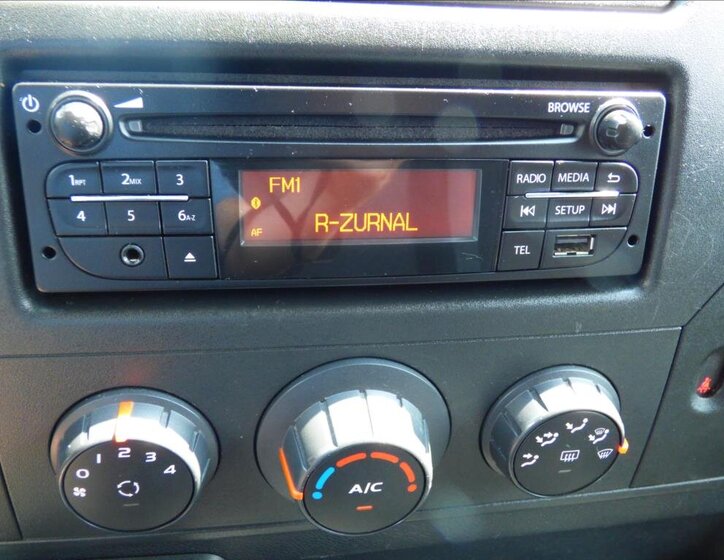 BROWSE
1RPT 2MIX 3
4 5 6A-Z
FM1
R-ZURNAL
AF
RADIO MEDIA
SETUP
TEL
0 1 2 3 4
A/C